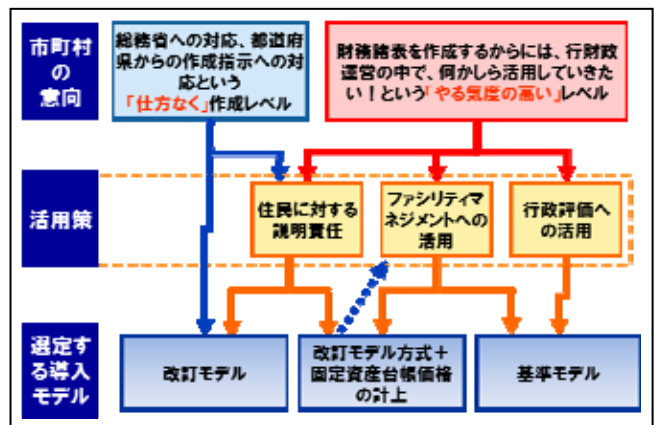 市町村
の
意向
総務省への対応、都道府
県からの作成指示への対
応という
「仕方なく」作成レベル
財務諸表を作成するからには、行財政
運営の中で、何かしら活用していきた
い！という「やる気度の高い」レベル
活用策
住民に対する
説明責任
ファシリティマ
ネジメントへの
活用
行政評価へ
の活用
選定す
る導入
モデル
改訂モデル
改訂モデル方式＋
固定資産台帳価格
の計上
基準モデル